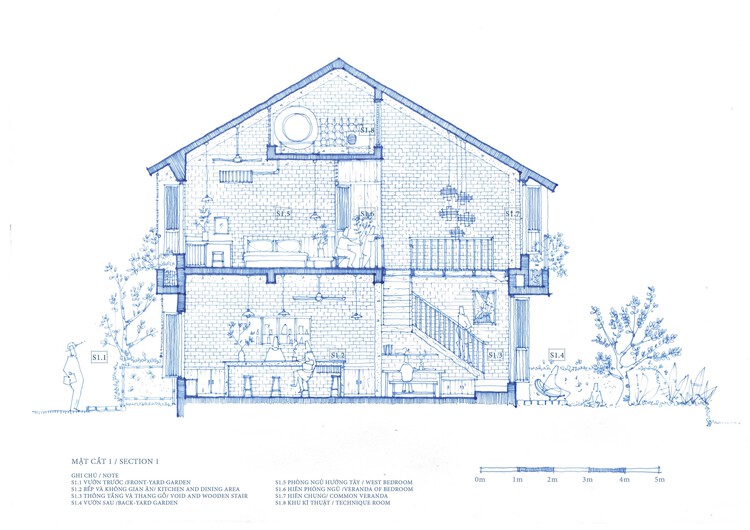 S1.8
S1.5
S1.6
S1.7
S1.1
S1.2
S1.3
S1.4
MẶT CẮT 1 / SECTION 1
GHI CHÚ / NOTE
S1.1 VƯỜN TRƯỚC /FRONT-YARD GARDEN
S1.2 BẾP VÀ KHÔNG GIAN ĂN/ KITCHEN AND DINING AREA
S1.3 THÔNG TẦNG VÀ THANG GỖ/ VOID AND WOODEN STAIR
S1.4 VƯỜN SAU /BACK-YARD GARDEN
S1.5 PHÒNG NGỦ HƯỚNG TÂY / WEST BEDROOM
S1.6 HIÊN PHÒNG NGỦ /VERANDA OF BEDROOM
S1.7 HIÊN CHUNG/ COMMON VERANDA
S1.8 KHU KĨ THUẬT / TECHNIQUE ROOM
0m 1m 2m 3m 4m 5m